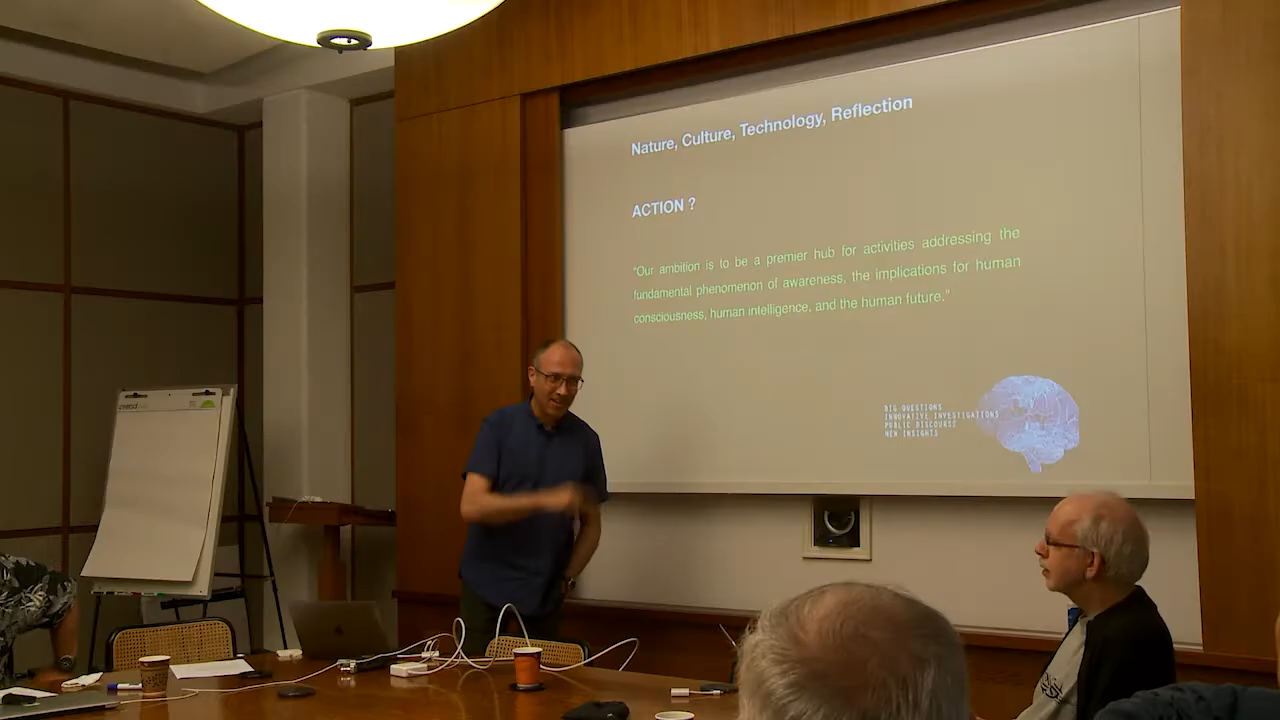 Nature, Culture, Technology, Reflection
ACTION ?
"Our ambition is to be a premier hub for activities addressing the
fundamental phenomenon of awareness, the implications for human
consciousness, human intelligence, and the human future."
BIG QUESTIONS
INNOVATIVE INVESTIGATIONS
PUBLIC DISCOURSE
NEW INSIGHTS